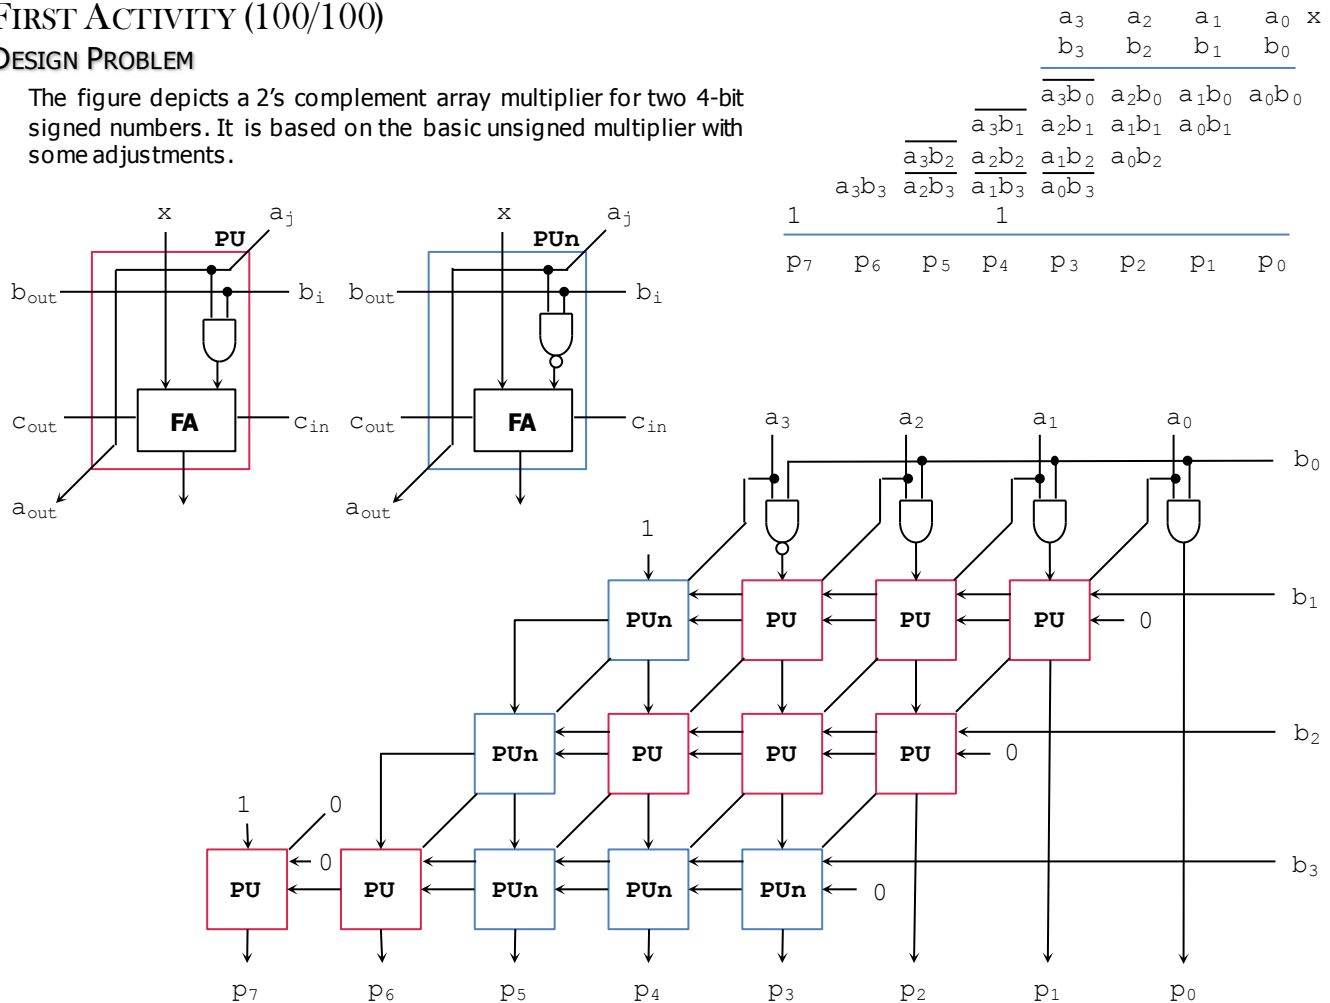 FIRST ACTIVITY (100/100)
DESIGN PROBLEM
The figure depicts a 2's complement array multiplier for two 4-bit
signed numbers. It is based on the basic unsigned multiplier with
some adjustments.
a3 a2 a1 a0 x
b3 b2 b1 b0
a3b0 a2b0 a1b0 a0b0
a3b1 a2b1 a1b1 a0b1
a3b2 a2b2 a1b2 a0b2
a3b3 a2b3 a1b3 a0b3
1 1
p7 p6 p5 p4 p3 p2 p1 p0
x aj
PU
bout bi
FA
cout cin
aout
x aj
PUn
bout bi
FA
cout cin
aout
a3 a2 a1 a0
b0
1
PUn PU PU PU 0 b1
PUn PU PU PU 0 b2
1 0
0
PU PU PUn PUn PUn 0 b3
p7 p6 p5 p4 p3 p2 p1 p0